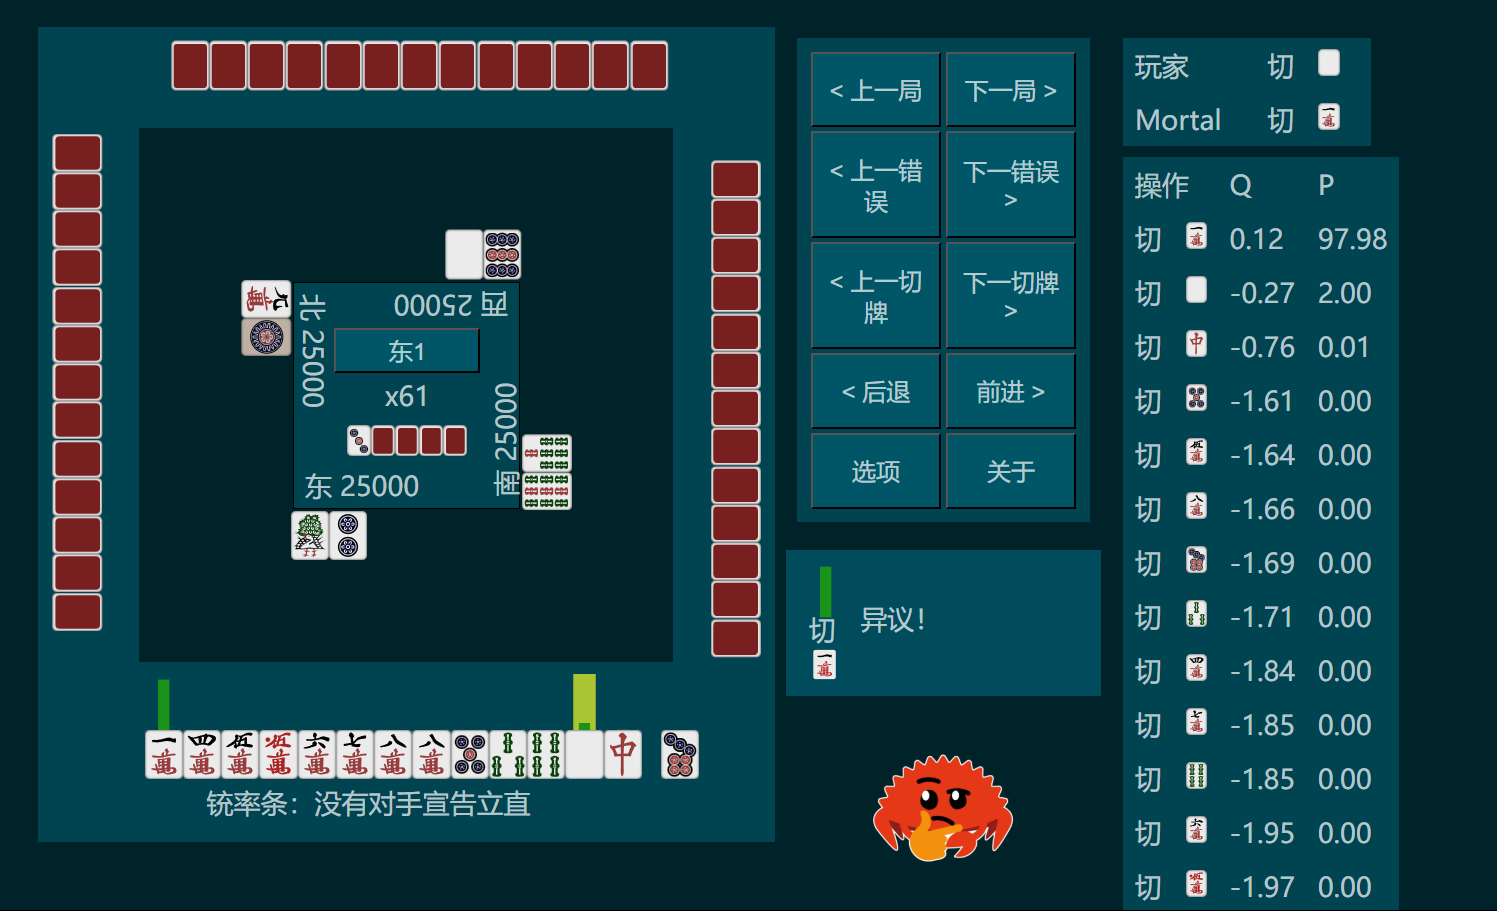 西 25000
北 25000
东1
x61
南 25000
东 25000
铳率条：没有对手宣告立直
< 上一局
下一局 >
< 上一错误
下一错误 >
< 上一切牌
下一切牌 >
< 后退
前进 >
选项
关于
切
异议！
玩家 切
Mortal 切
操作 Q P
切 0.12 97.98
切 -0.27 2.00
切 -0.76 0.01
切 -1.61 0.00
切 -1.64 0.00
切 -1.66 0.00
切 -1.69 0.00
切 -1.71 0.00
切 -1.84 0.00
切 -1.85 0.00
切 -1.85 0.00
切 -1.95 0.00
切 -1.97 0.00